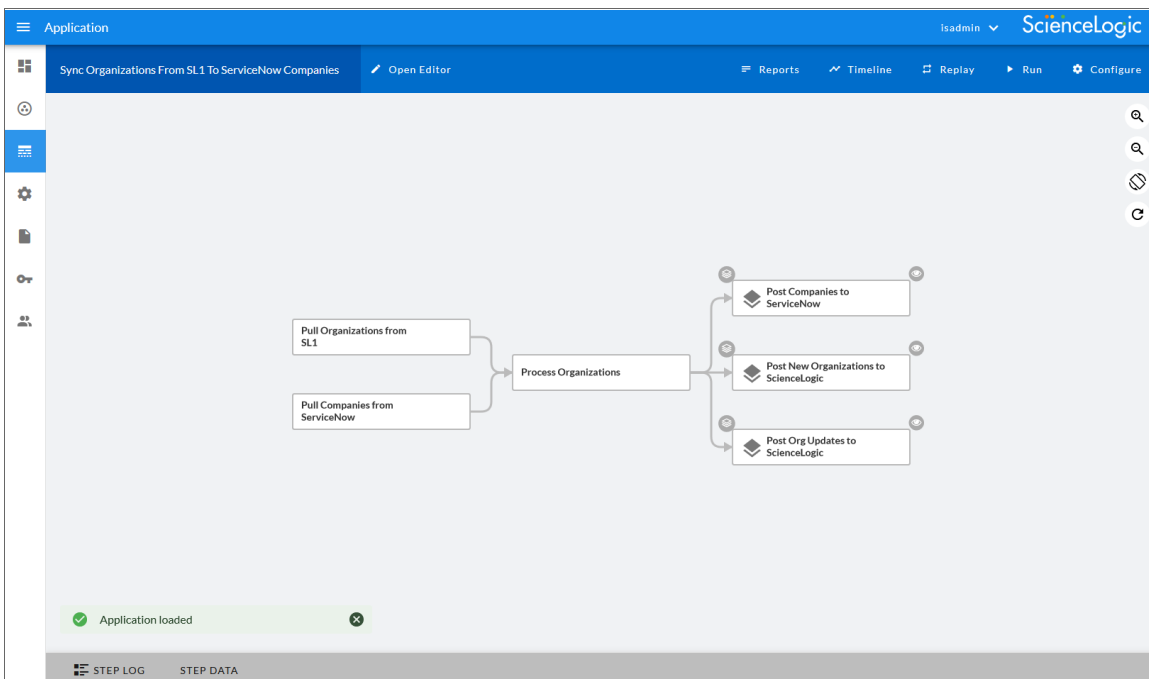 Application
isadmin
ScienceLogic
Sync Organizations From SL1 To ServiceNow Companies
Open Editor
Reports
Timeline
Replay
Run
Configure
Post Companies to
ServiceNow
Pull Organizations from
SL1
Process Organizations
Post New Organizations to
ScienceLogic
Pull Companies from
ServiceNow
Post Org Updates to
ScienceLogic
Application loaded
STEP LOG
STEP DATA